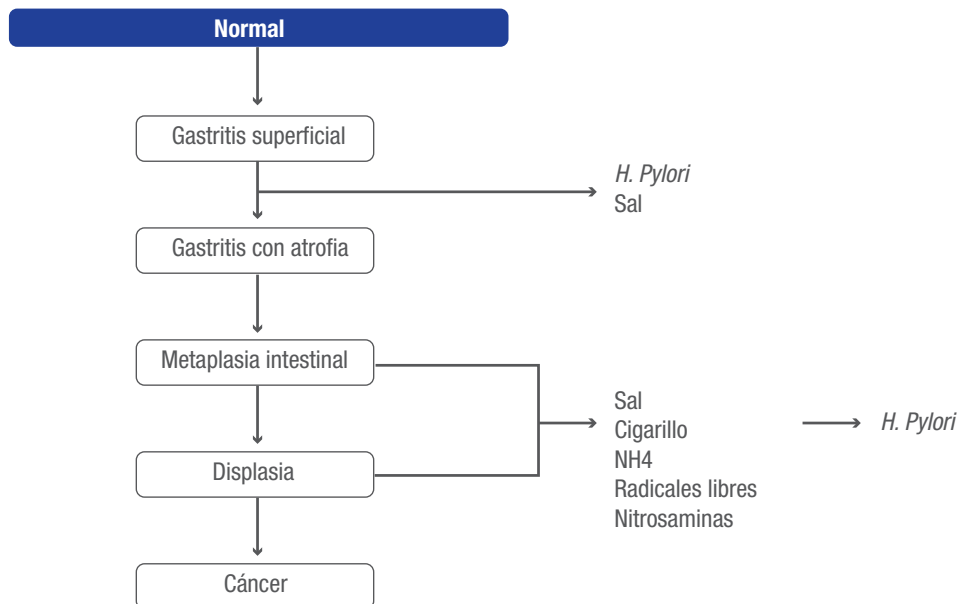 Normal
Gastritis superficial
H. Pylori
Sal
Gastritis con atrofia
Metaplasia intestinal
Sal
Cigarillo
NH4
Radicales libres
Nitrosaminas
H. Pylori
Displasia
Cáncer